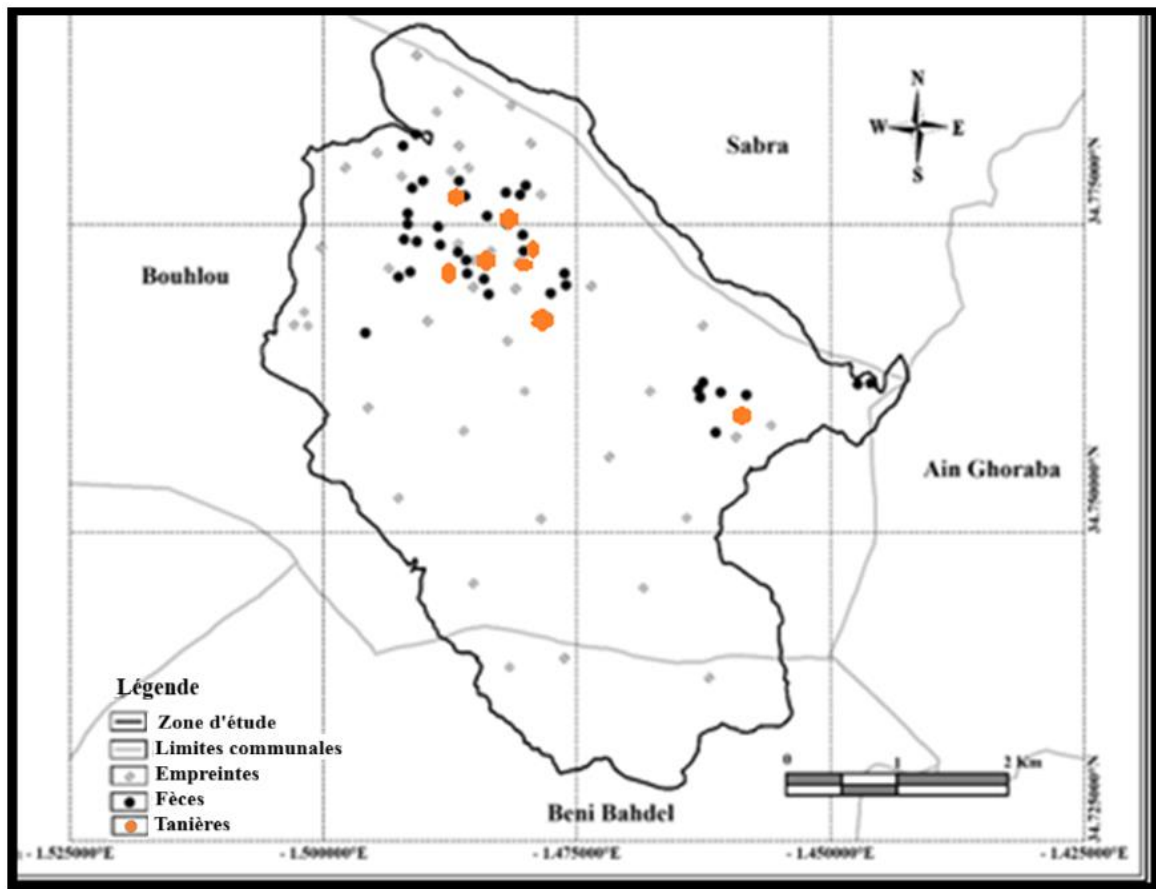 N
W E
S
Sabra
34.775000°N
Bouhlou
Ain Ghoraba
34.750000°N
Légende
Zone d'étude
Limites communales
Empreintes
Fèces
Tanières
0 1 2 Km
Beni Bahdel
34.725000°N
- 1.525000°E - 1.500000°E - 1.475000°E - 1.450000°E - 1.425000°E